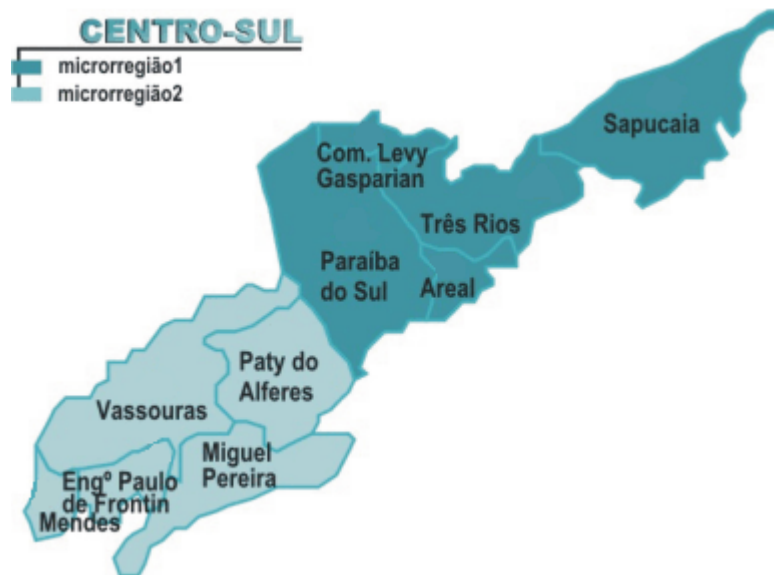 CENTRO-SUL
microrregião1
microrregião2
Sapucaia
Com. Levy
Gasparian
Três Rios
Paraíba
do Sul
Areal
Paty do
Alferes
Vassouras
Miguel
Pereira
Engº Paulo
de Frontin
Mendes